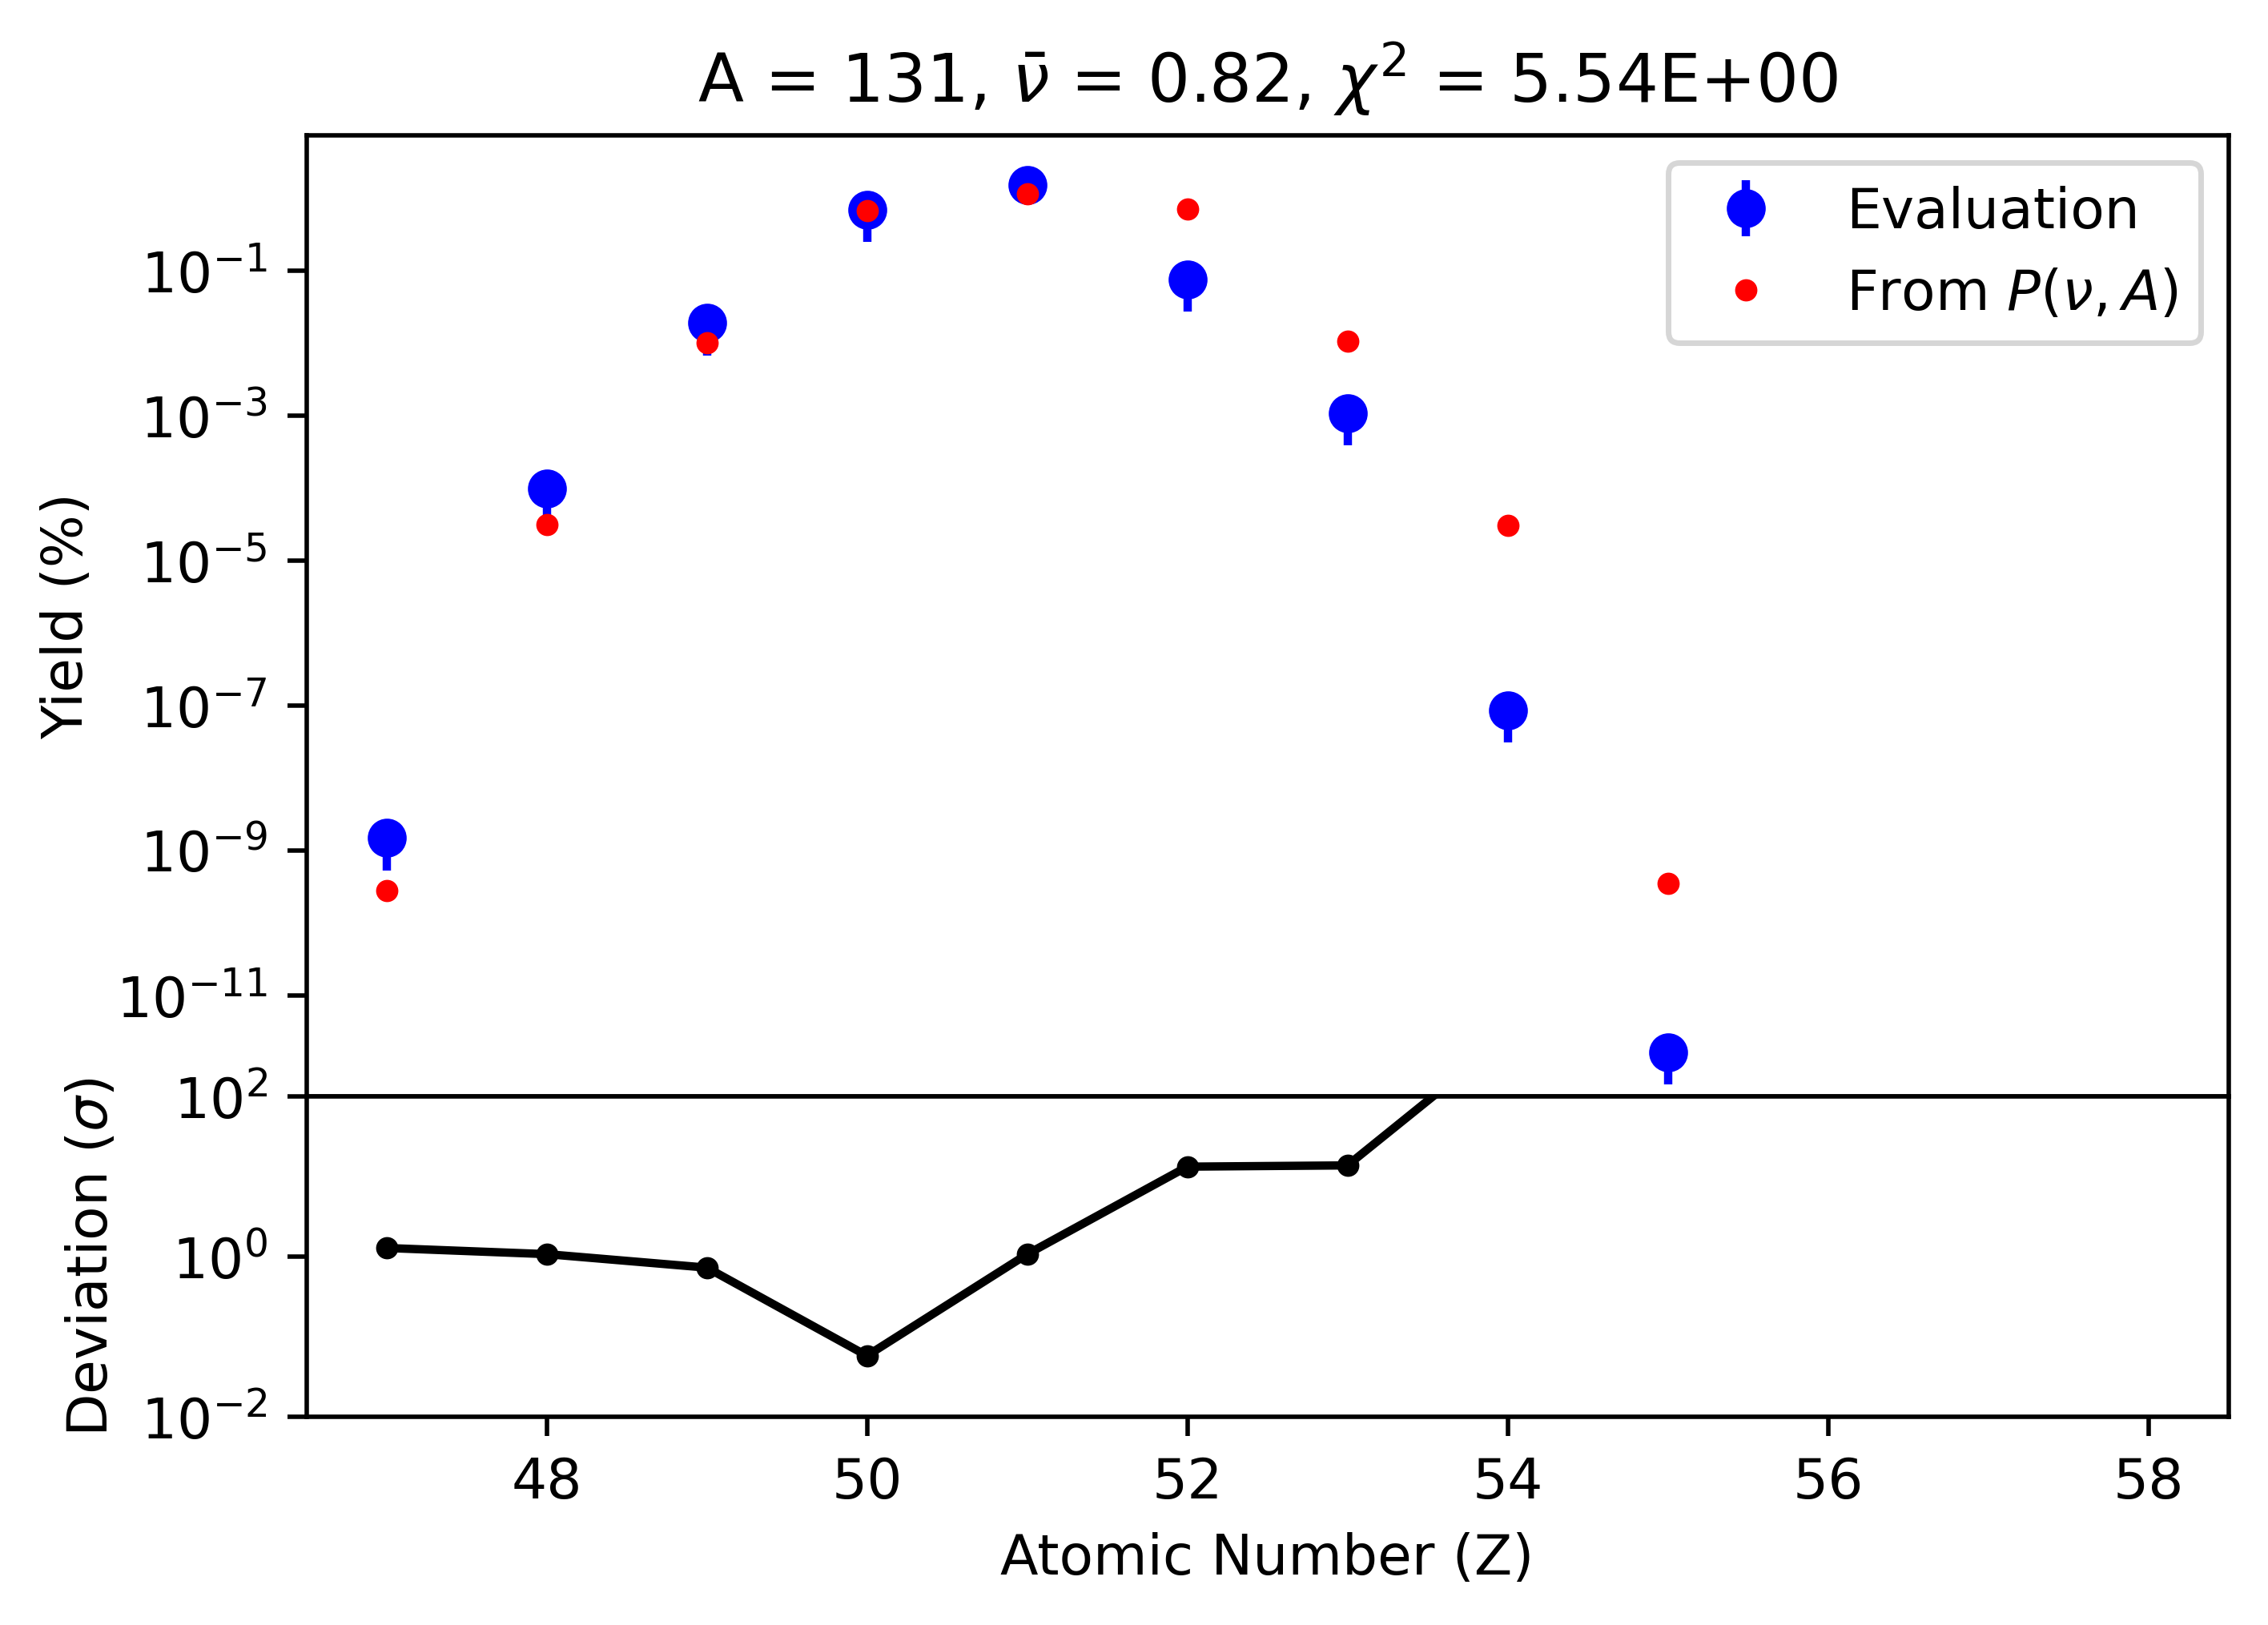 A = 131, ν̄ = 0.82, χ² = 5.54E+00
Evaluation
From P(ν, A)
Yield (%)
10⁻¹
10⁻³
10⁻⁵
10⁻⁷
10⁻⁹
10⁻¹¹
Deviation (σ)
10²
10⁰
10⁻²
48 50 52 54 56 58
Atomic Number (Z)